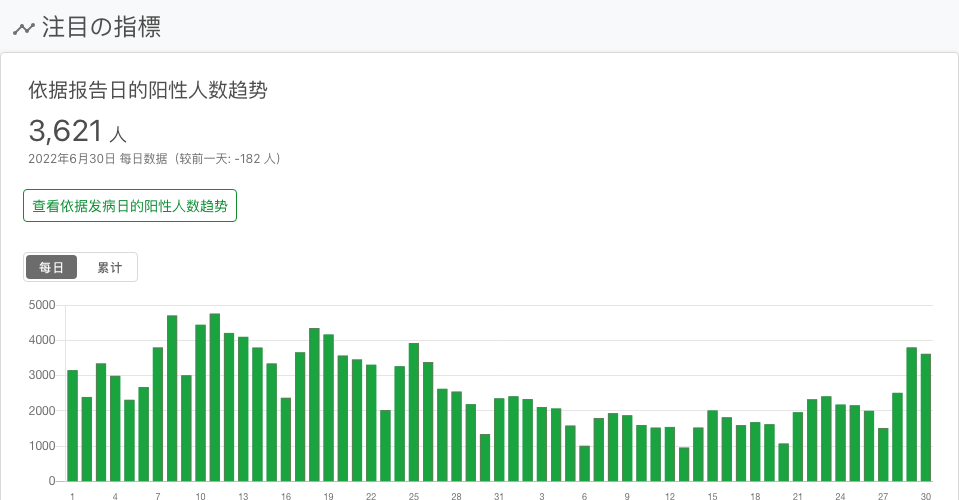 注目の指標
依据报告日的阳性人数趋势
3,621 人
2022年6月30日 每日数据（较前一天: -182 人）
查看依据发病日的阳性人数趋势
每日 累计
5000
4000
3000
2000
1000
0
1 4 7 10 13 16 19 22 25 28 31 3 6 9 12 15 18 21 24 27 30